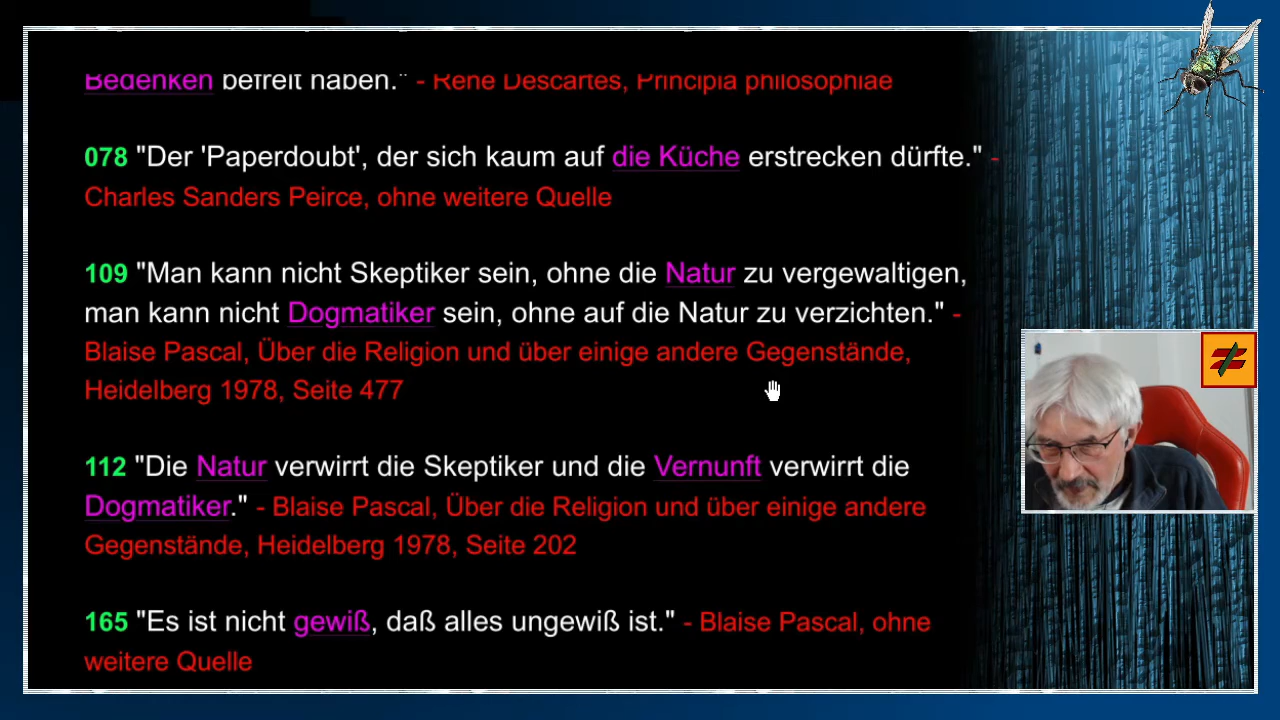 Bedenken befreit haben." - René Descartes, Principia philosophiae
078 "Der 'Paperdoubt', der sich kaum auf die Küche erstrecken dürfte." -
Charles Sanders Peirce, ohne weitere Quelle
109 "Man kann nicht Skeptiker sein, ohne die Natur zu vergewaltigen,
man kann nicht Dogmatiker sein, ohne auf die Natur zu verzichten." -
Blaise Pascal, Über die Religion und über einige andere Gegenstände,
Heidelberg 1978, Seite 477
112 "Die Natur verwirrt die Skeptiker und die Vernunft verwirrt die
Dogmatiker." - Blaise Pascal, Über die Religion und über einige andere
Gegenstände, Heidelberg 1978, Seite 202
165 "Es ist nicht gewiß, daß alles ungewiß ist." - Blaise Pascal, ohne
weitere Quelle